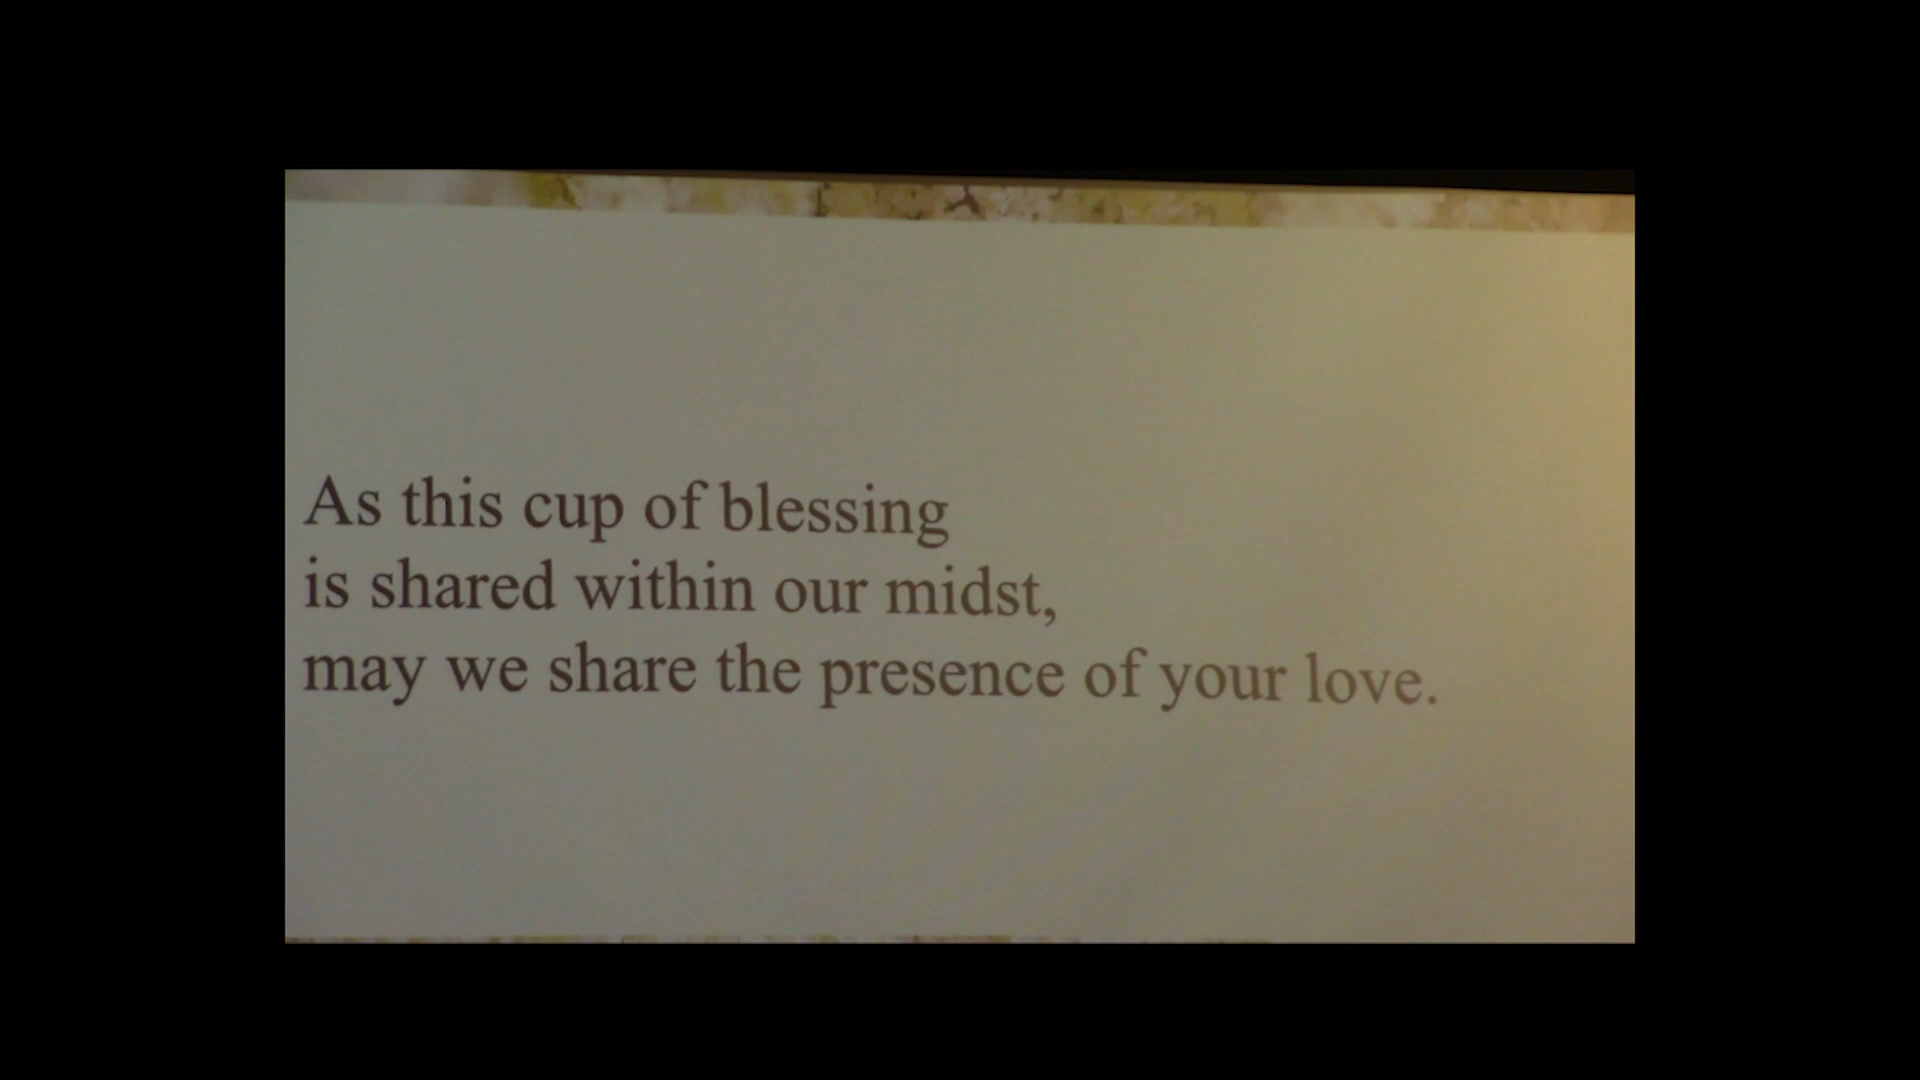 As this cup of blessing
is shared within our midst,
may we share the presence of your love.